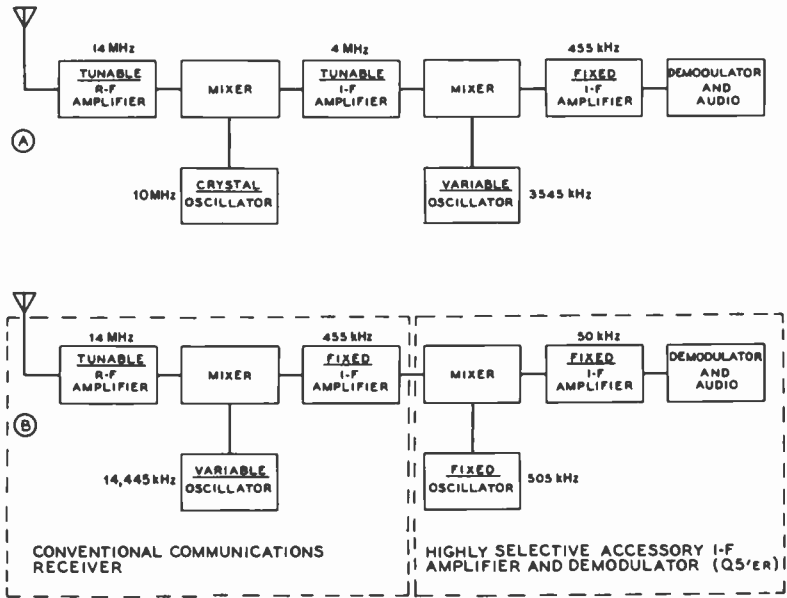 14 MHz
4 MHz
455 kHz
TUNABLE
R-F
AMPLIFIER
MIXER
TUNABLE
I-F
AMPLIFIER
MIXER
FIXED
I-F
AMPLIFIER
DEMODULATOR
AND
AUDIO
A
10MHz
CRYSTAL
OSCILLATOR
VARIABLE
OSCILLATOR
3545 kHz
14 MHz
455 kHz
50 kHz
TUNABLE
R-F
AMPLIFIER
MIXER
FIXED
I-F
AMPLIFIER
MIXER
FIXED
I-F
AMPLIFIER
DEMODULATOR
AND
AUDIO
B
14,445 kHz
VARIABLE
OSCILLATOR
FIXED
OSCILLATOR
505 kHz
CONVENTIONAL COMMUNICATIONS
RECEIVER
HIGHLY SELECTIVE ACCESSORY I-F
AMPLIFIER AND DEMODULATOR (Q5'ER)